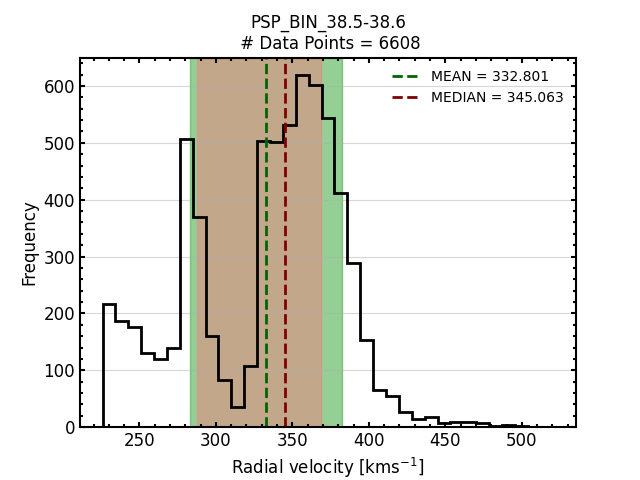 PSP_BIN_38.5-38.6
# Data Points = 6608
MEAN = 332.801
MEDIAN = 345.063
Frequency
600
500
400
300
200
100
0
250 300 350 400 450 500
Radial velocity [kms⁻¹]